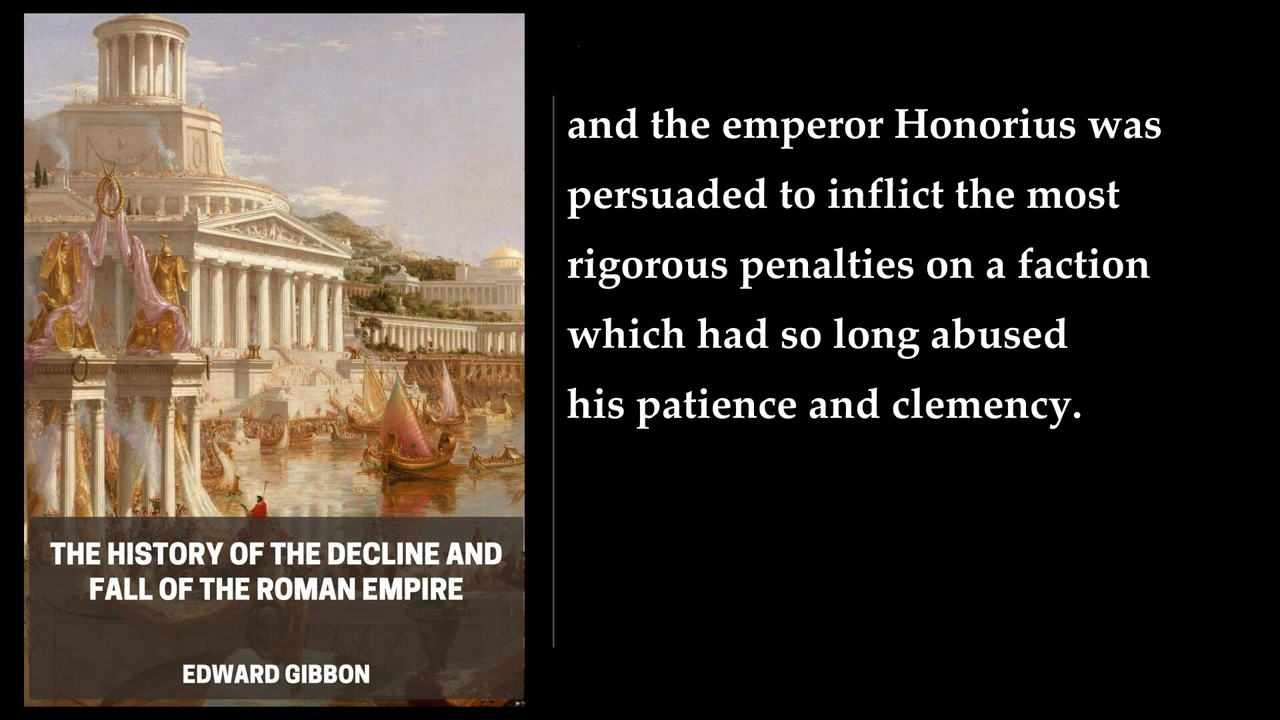 and the emperor Honorius was
persuaded to inflict the most
rigorous penalties on a faction
which had so long abused
his patience and clemency.
THE HISTORY OF THE DECLINE AND
FALL OF THE ROMAN EMPIRE
EDWARD GIBBON